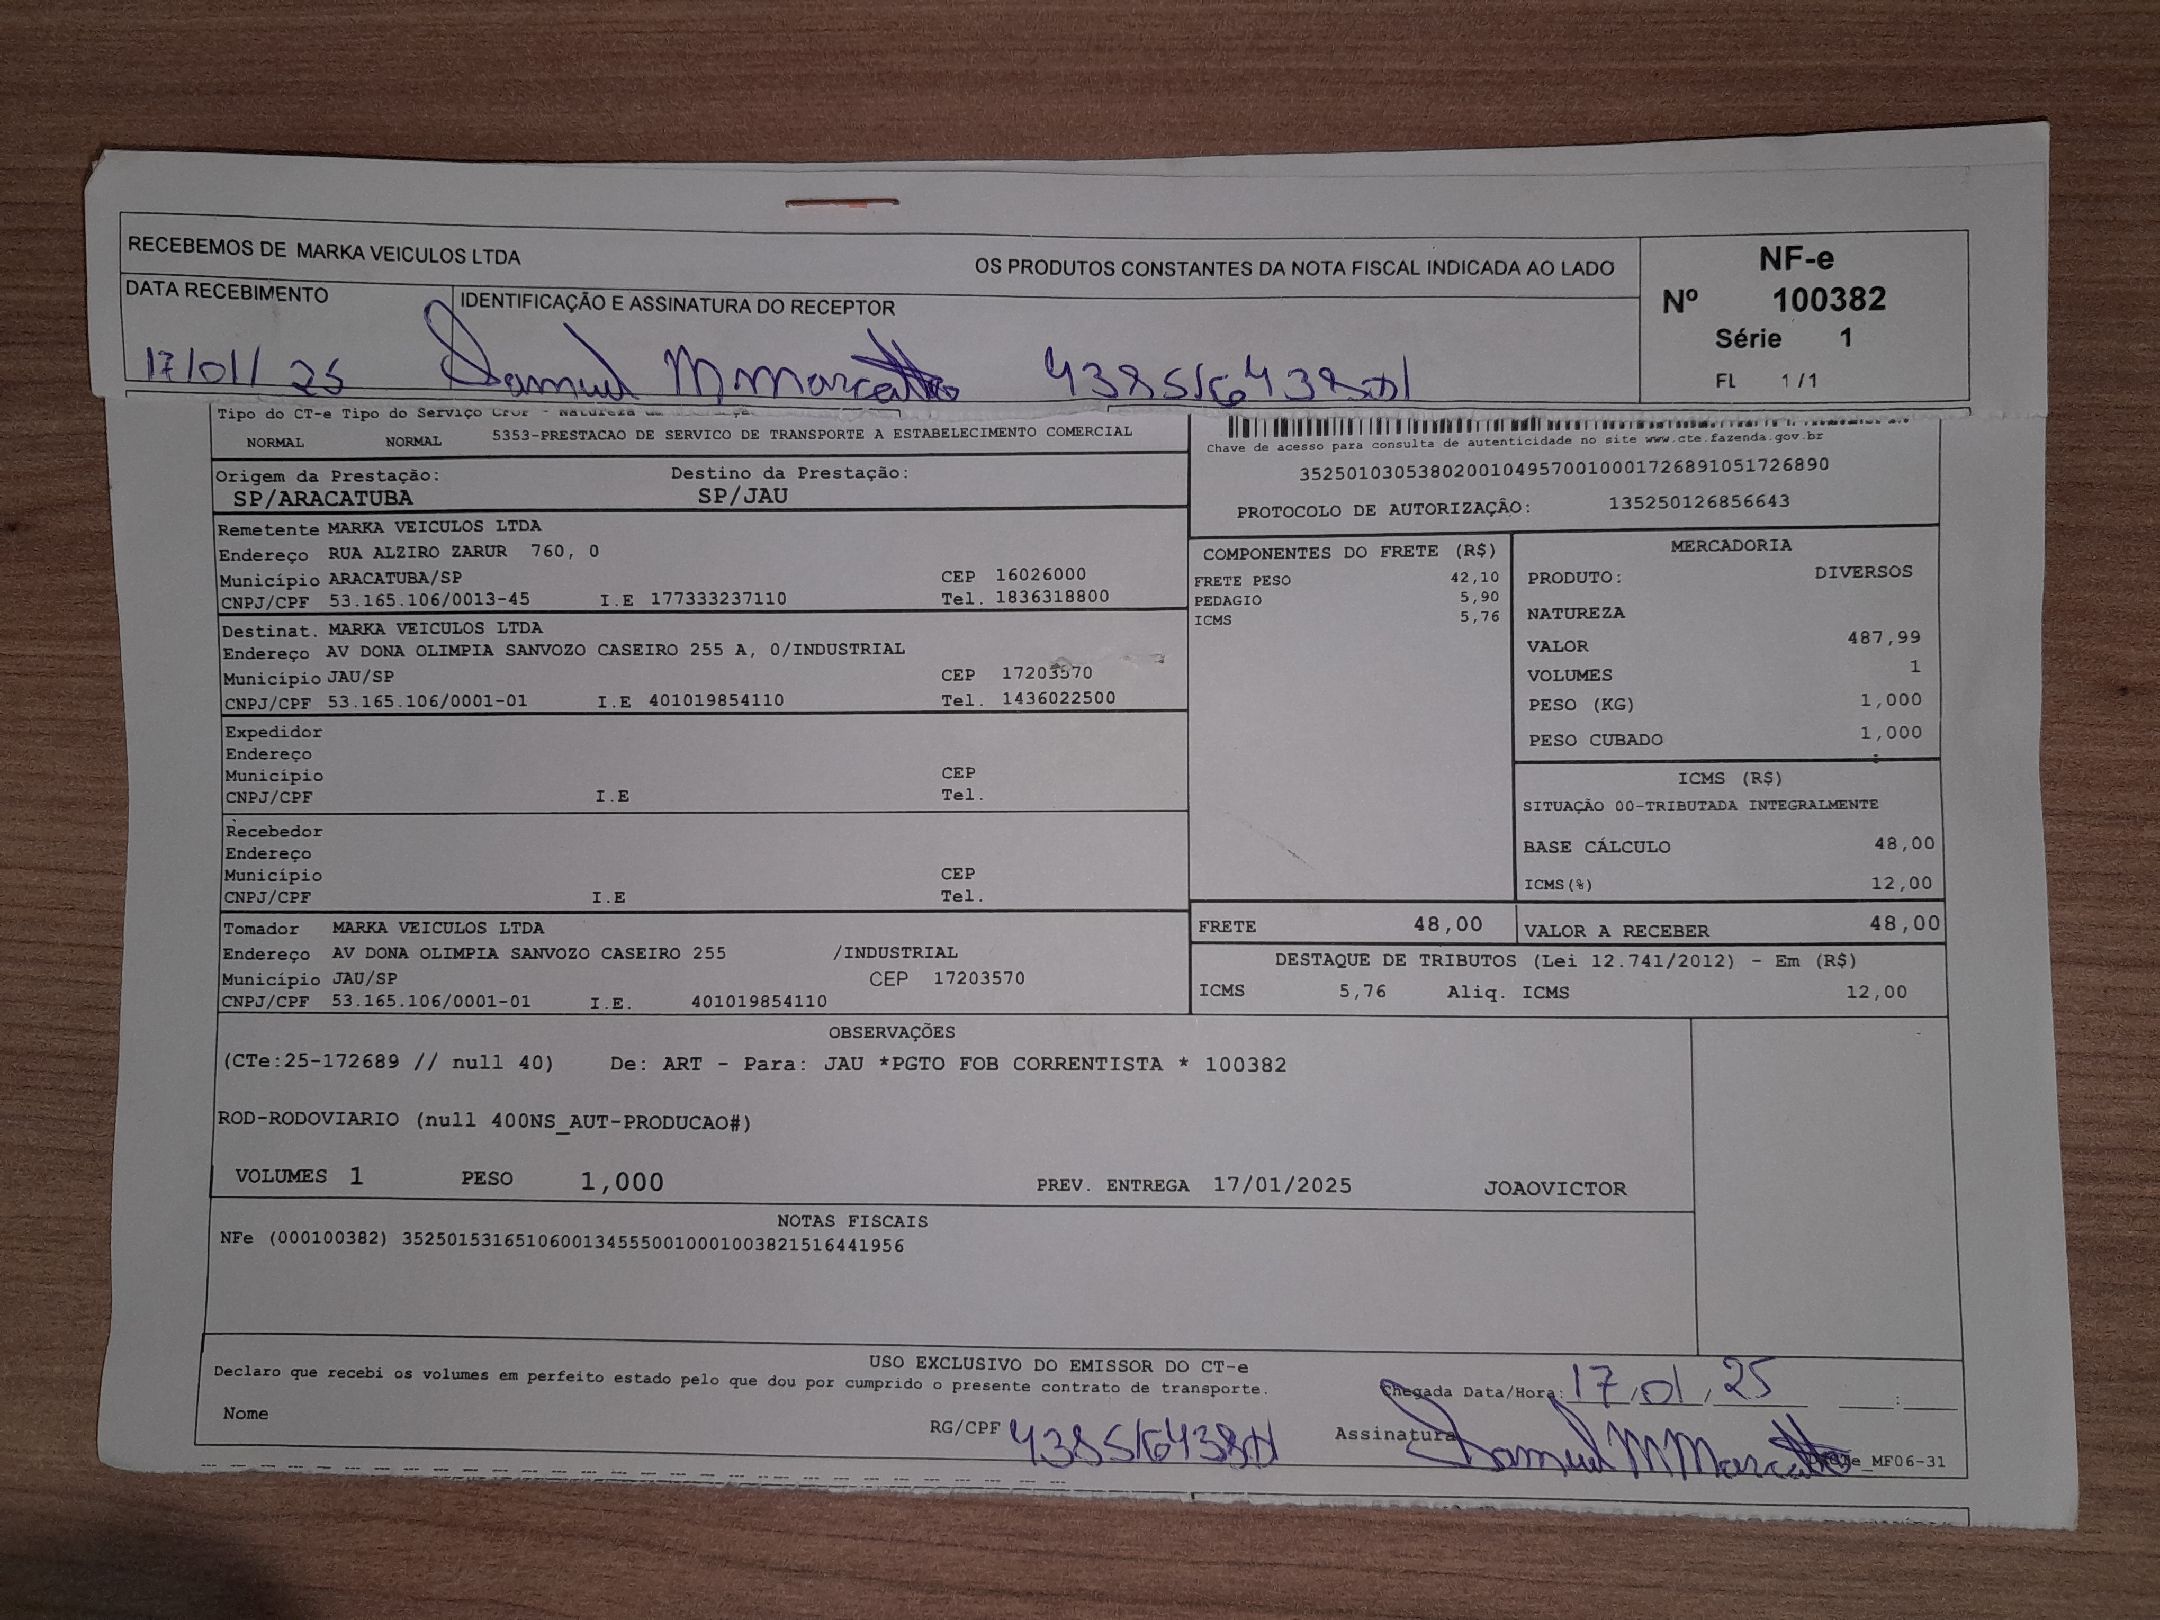 RECEBEMOS DE MARKA VEICULOS LTDA
OS PRODUTOS CONSTANTES DA NOTA FISCAL INDICADA AO LADO
NF-e
Nº 100382
Série 1
FL 1/1
DATA RECEBIMENTO
IDENTIFICAÇÃO E ASSINATURA DO RECEPTOR
17/01/25 Samuel M Marcatto
Tipo do CT-e Tipo do Serviço CFOP - Natureza da
NORMAL NORMAL 5353-PRESTACAO DE SERVICO DE TRANSPORTE A ESTABELECIMENTO COMERCIAL
Chave de acesso para consulta de autenticidade no site www.cte.fazenda.gov.br
35250103053802001049570010001726891051726890
PROTOCOLO DE AUTORIZAÇÃO: 135250126856643
Origem da Prestação: Destino da Prestação:
SP/ARACATUBA SP/JAU
Remetente MARKA VEICULOS LTDA
Endereço RUA ALZIRO ZARUR 760, 0
Município ARACATUBA/SP CEP 16026000
CNPJ/CPF 53.165.106/0013-45 I.E 177333237110 Tel. 1836318800
Destinat. MARKA VEICULOS LTDA
Endereço AV DONA OLIMPIA SANVOZO CASEIRO 255 A, 0/INDUSTRIAL
Município JAU/SP CEP 17203570
CNPJ/CPF 53.165.106/0001-01 I.E 401019854110 Tel. 1436022500
Expedidor
Endereço
Município CEP
CNPJ/CPF I.E Tel.
Recebedor
Endereço
Município CEP
CNPJ/CPF I.E Tel.
Tomador MARKA VEICULOS LTDA
Endereço AV DONA OLIMPIA SANVOZO CASEIRO 255 /INDUSTRIAL
Município JAU/SP CEP 17203570
CNPJ/CPF 53.165.106/0001-01 I.E. 401019854110
COMPONENTES DO FRETE (R$)
FRETE PESO 42,10
PEDAGIO 5,90
ICMS 5,76
MERCADORIA
PRODUTO: DIVERSOS
NATUREZA
VALOR 487,99
VOLUMES 1
PESO (KG) 1,000
PESO CUBADO 1,000
ICMS (R$)
SITUAÇÃO 00-TRIBUTADA INTEGRALMENTE
BASE CÁLCULO 48,00
ICMS(%) 12,00
FRETE 48,00 VALOR A RECEBER 48,00
DESTAQUE DE TRIBUTOS (Lei 12.741/2012) - Em (R$)
ICMS 5,76 Aliq. ICMS 12,00
OBSERVAÇÕES
(CTe:25-172689 // null 40) De: ART - Para: JAU *PGTO FOB CORRENTISTA * 100382
ROD-RODOVIARIO (null 400NS_AUT-PRODUCAO#)
VOLUMES 1 PESO 1,000 PREV. ENTREGA 17/01/2025 JOAOVICTOR
NOTAS FISCAIS
NFe (000100382) 35250153165106001345550010001003821516441956
USO EXCLUSIVO DO EMISSOR DO CT-e
Declaro que recebi os volumes em perfeito estado pelo que dou por cumprido o presente contrato de transporte.
Chegada Data/Hora: 17/01/25 :
Nome
RG/CPF
Assinatura Samuel M Marcatto
_MF06-31